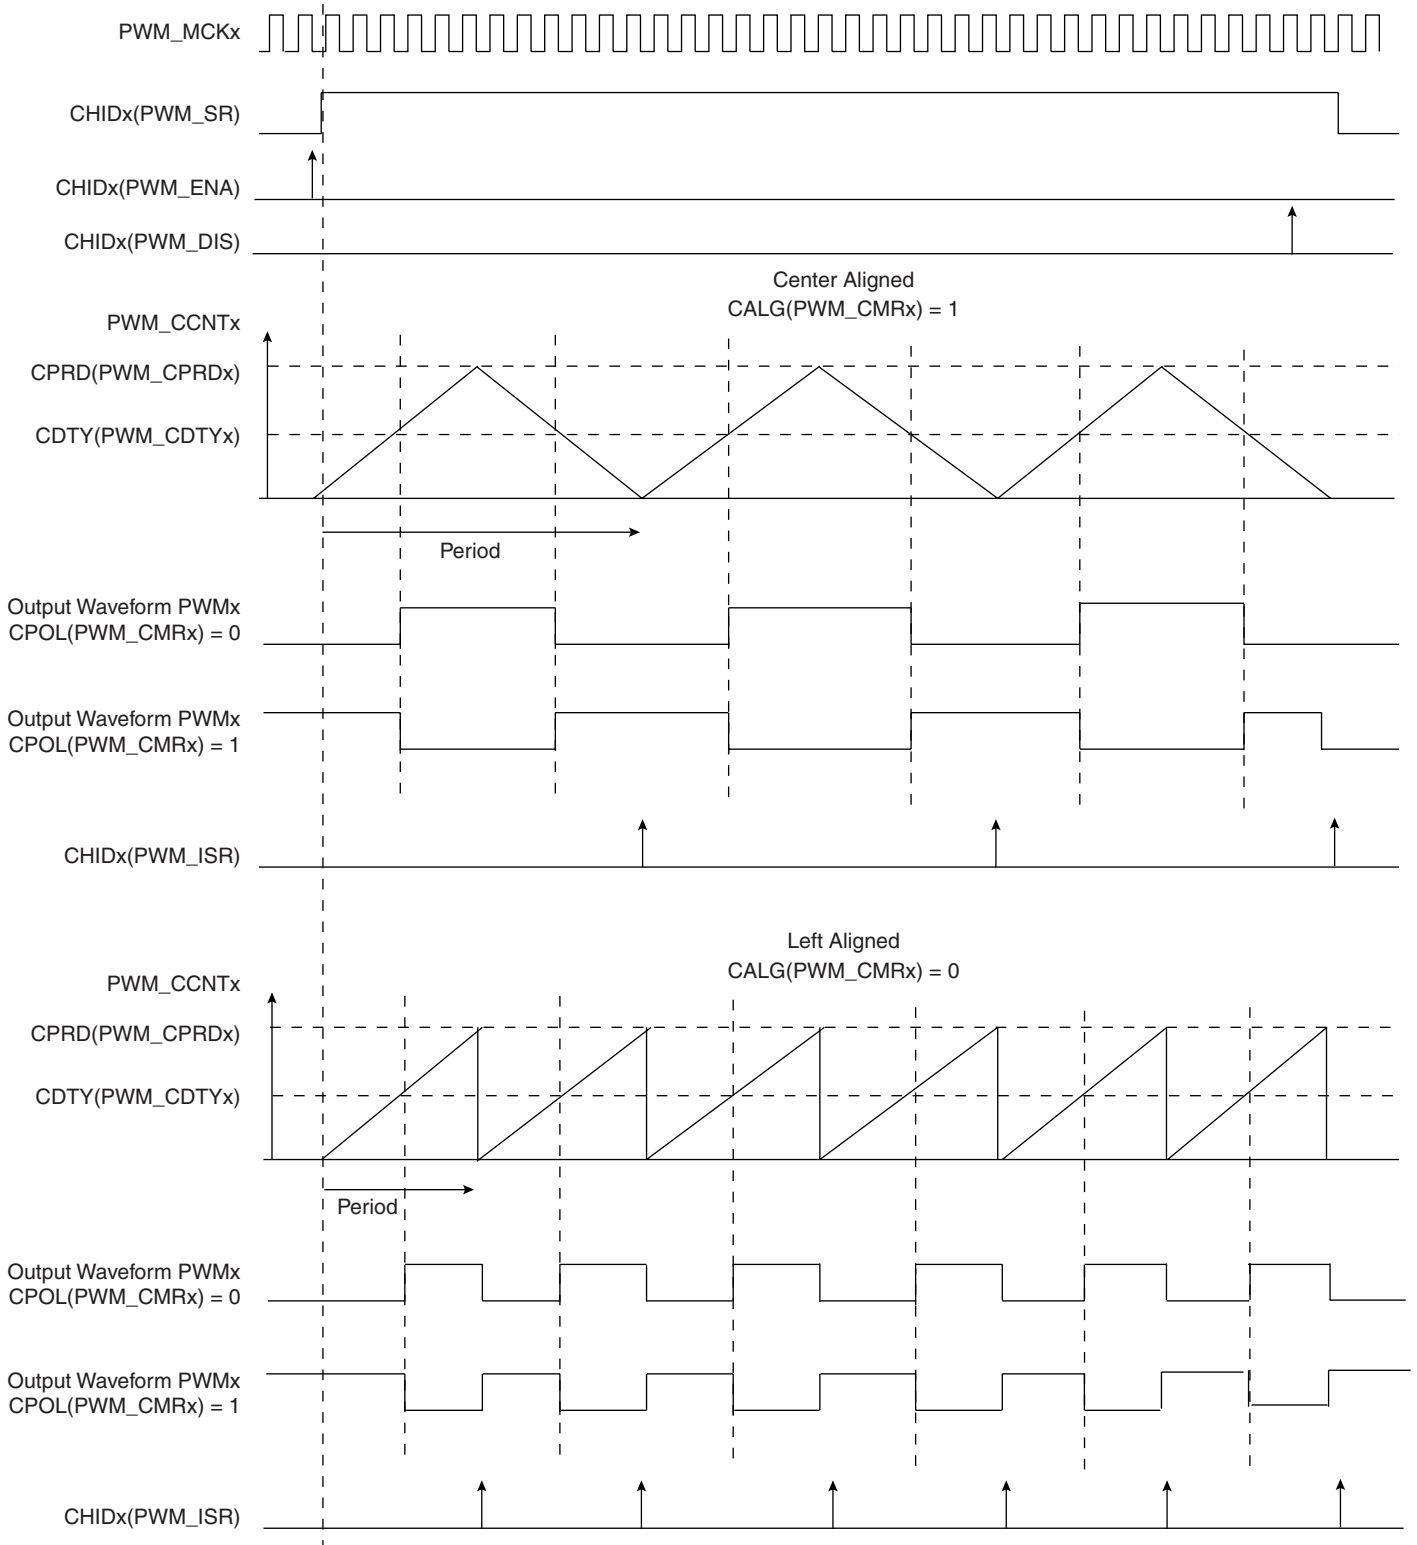 PWM_MCKx
CHIDx(PWM_SR)
CHIDx(PWM_ENA)
CHIDx(PWM_DIS)
Center Aligned
CALG(PWM_CMRx) = 1
PWM_CCNTx
CPRD(PWM_CPRDx)
CDTY(PWM_CDTYx)
Period
Output Waveform PWMx
CPOL(PWM_CMRx) = 0
Output Waveform PWMx
CPOL(PWM_CMRx) = 1
CHIDx(PWM_ISR)
Left Aligned
CALG(PWM_CMRx) = 0
PWM_CCNTx
CPRD(PWM_CPRDx)
CDTY(PWM_CDTYx)
Period
Output Waveform PWMx
CPOL(PWM_CMRx) = 0
Output Waveform PWMx
CPOL(PWM_CMRx) = 1
CHIDx(PWM_ISR)